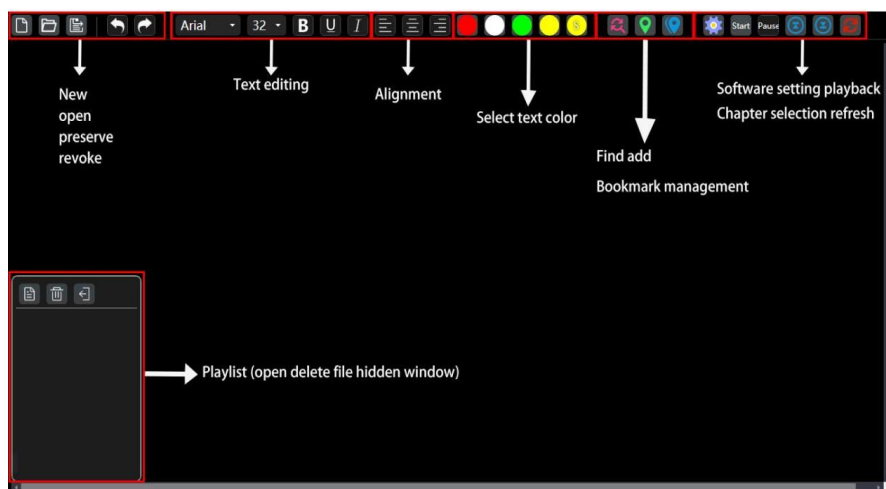 Arial 32 B U I Start Pause
New
open
preserve
revoke
Text editing
Alignment
Select text color
Find add
Bookmark management
Software setting playback
Chapter selection refresh
Playlist (open delete file hidden window)